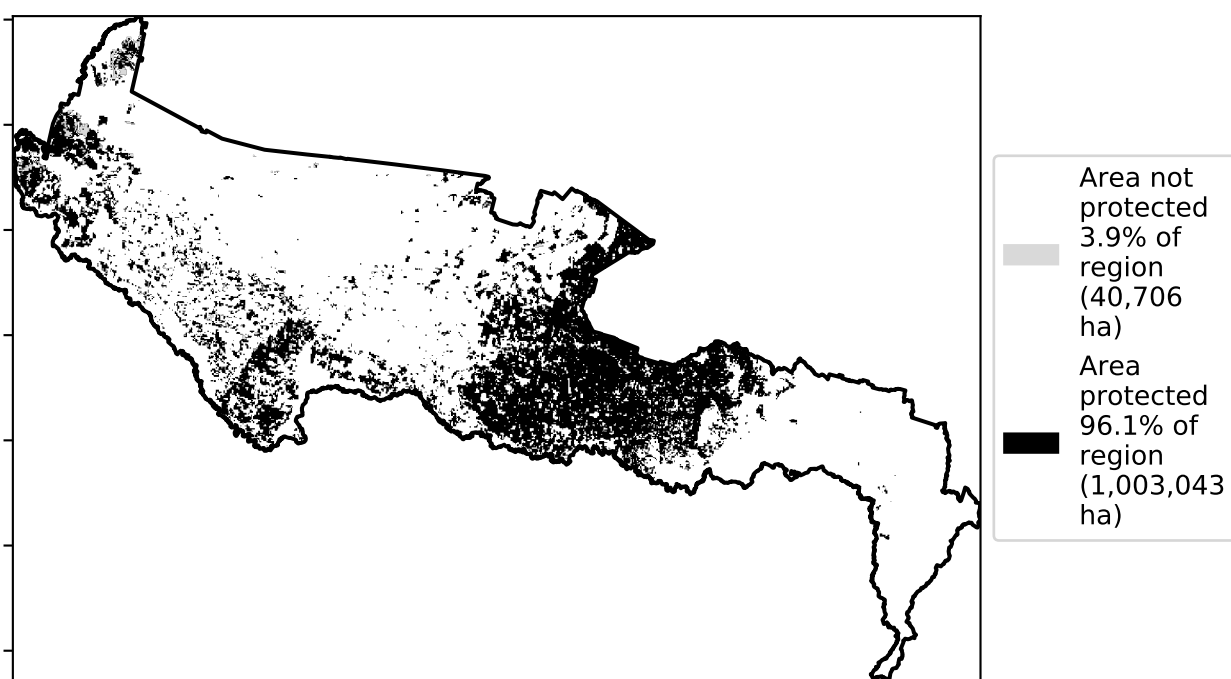 Area not
protected
3.9% of
region
(40,706
ha)
Area
protected
96.1% of
region
(1,003,043
ha)